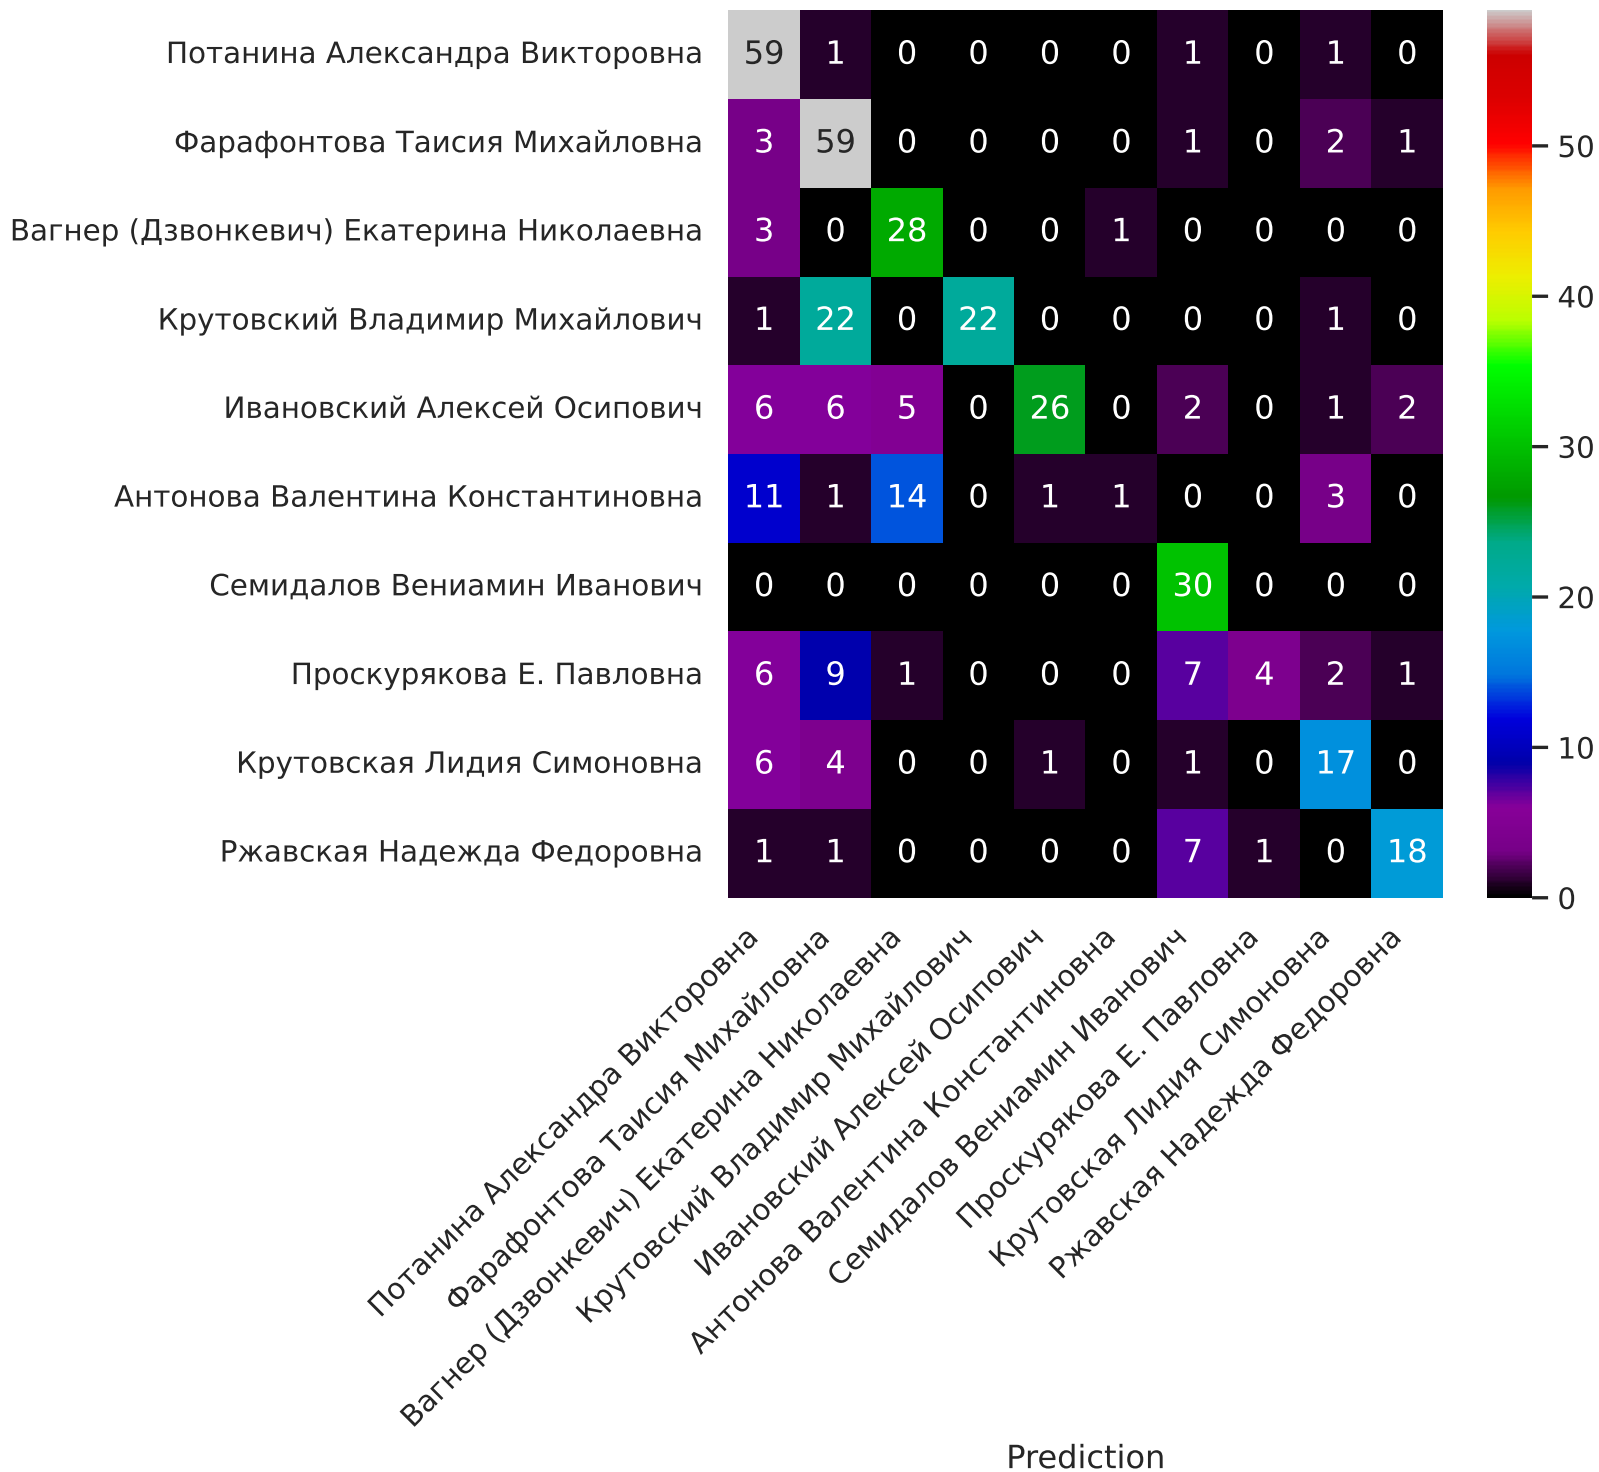 Потанина Александра Викторовна 59 1 0 0 0 0 1 0 1 0
Фарафонтова Таисия Михайловна 3 59 0 0 0 0 1 0 2 1
Вагнер (Дзвонкевич) Екатерина Николаевна 3 0 28 0 0 1 0 0 0 0
Крутовский Владимир Михайлович 1 22 0 22 0 0 0 0 1 0
Ивановский Алексей Осипович 6 6 5 0 26 0 2 0 1 2
Антонова Валентина Константиновна 11 1 14 0 1 1 0 0 3 0
Семидалов Вениамин Иванович 0 0 0 0 0 0 30 0 0 0
Проскурякова Е. Павловна 6 9 1 0 0 0 7 4 2 1
Крутовская Лидия Симоновна 6 4 0 0 1 0 1 0 17 0
Ржавская Надежда Федоровна 1 1 0 0 0 0 7 1 0 18
50
40
30
20
10
0
Потанина Александра Викторовна
Фарафонтова Таисия Михайловна
Вагнер (Дзвонкевич) Екатерина Николаевна
Крутовский Владимир Михайлович
Ивановский Алексей Осипович
Антонова Валентина Константиновна
Семидалов Вениамин Иванович
Проскурякова Е. Павловна
Крутовская Лидия Симоновна
Ржавская Надежда Федоровна
Prediction